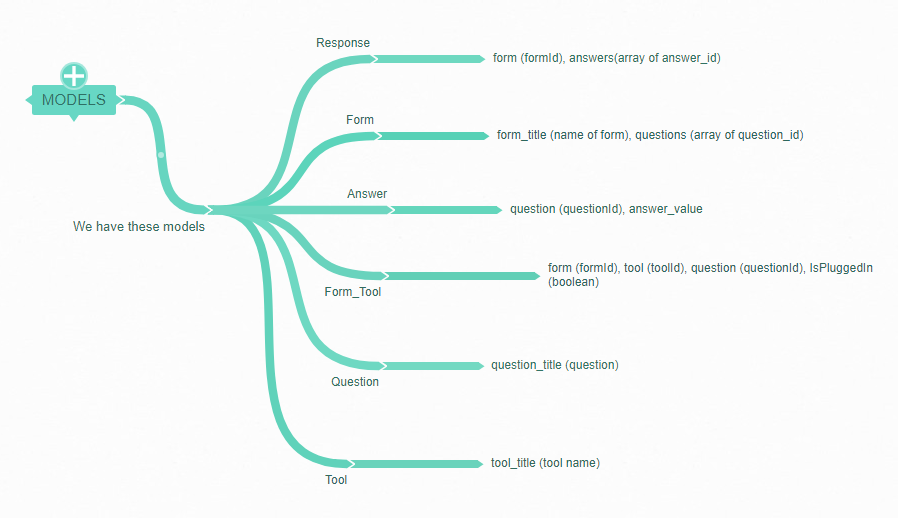 MODELS
We have these models
Response
form (formId), answers(array of answer_id)
Form
form_title (name of form), questions (array of question_id)
Answer
question (questionId), answer_value
Form_Tool
form (formId), tool (toolId), question (questionId), IsPluggedIn
(boolean)
Question
question_title (question)
Tool
tool_title (tool name)